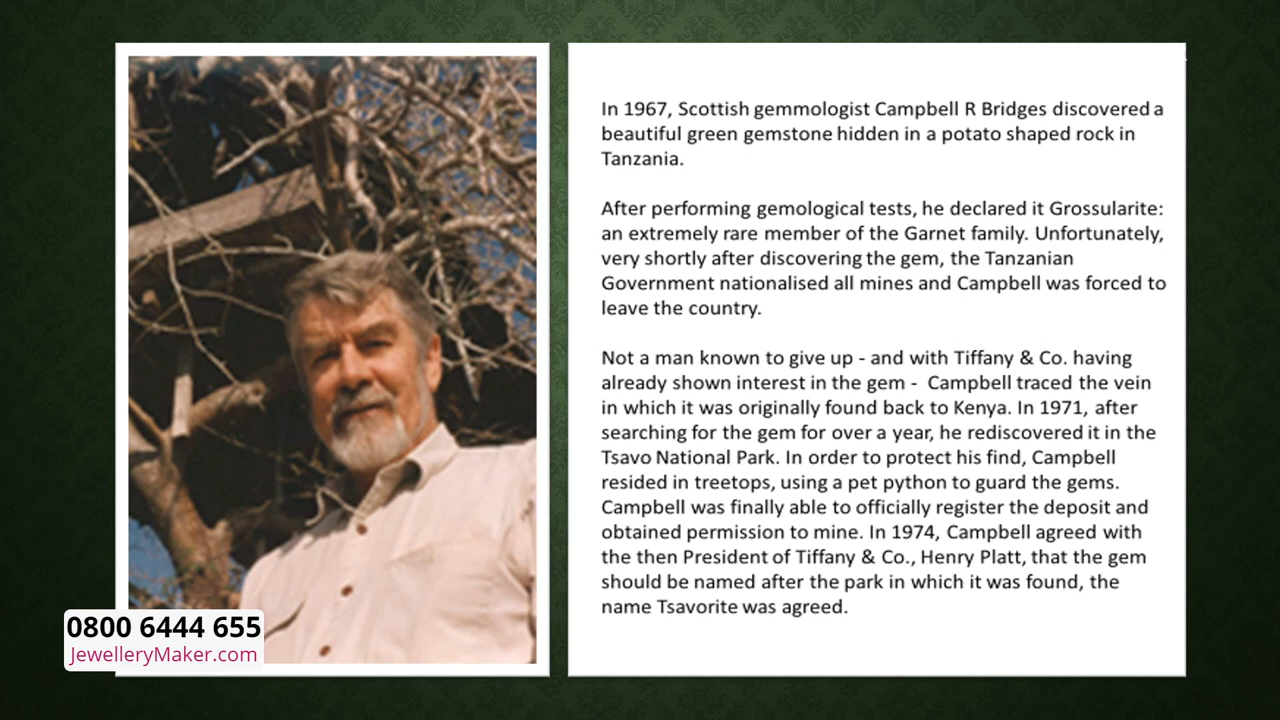 In 1967, Scottish gemmologist Campbell R Bridges discovered a
beautiful green gemstone hidden in a potato shaped rock in
Tanzania.
After performing gemological tests, he declared it Grossularite:
an extremely rare member of the Garnet family. Unfortunately,
very shortly after discovering the gem, the Tanzanian
Government nationalised all mines and Campbell was forced to
leave the country.
Not a man known to give up - and with Tiffany & Co. having
already shown interest in the gem - Campbell traced the vein
in which it was originally found back to Kenya. In 1971, after
searching for the gem for over a year, he rediscovered it in the
Tsavo National Park. In order to protect his find, Campbell
resided in treetops, using a pet python to guard the gems.
Campbell was finally able to officially register the deposit and
obtained permission to mine. In 1974, Campbell agreed with
the then President of Tiffany & Co., Henry Platt, that the gem
should be named after the park in which it was found, the
name Tsavorite was agreed.
0800 6444 655
JewelleryMaker.com